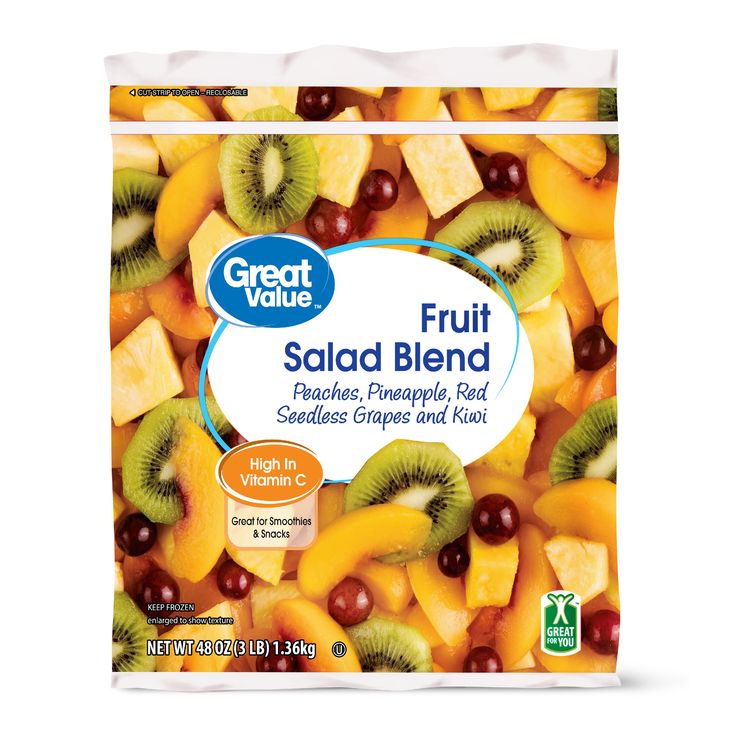 CUT STRIP TO OPEN – RECLOSABLE
Great
Value™
Fruit
Salad Blend
Peaches, Pineapple, Red
Seedless Grapes and Kiwi
High In
Vitamin C
Great for Smoothies
& Snacks
KEEP FROZEN
enlarged to show texture
NET WT 48 OZ (3 LB) 1.36kg
U
GREAT
FOR YOU